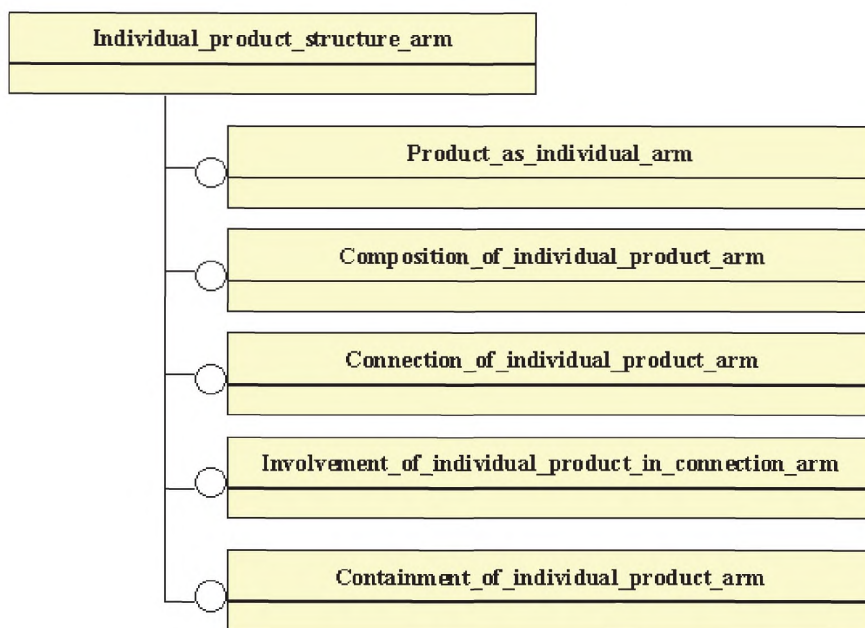 Individual_product_structure_arm
Product_as_individual_arm
Composition_of_individual_product_arm
Connection_of_individual_product_arm
Involvement_of_individual_product_in_connection_arm
Containment_of_individual_product_arm